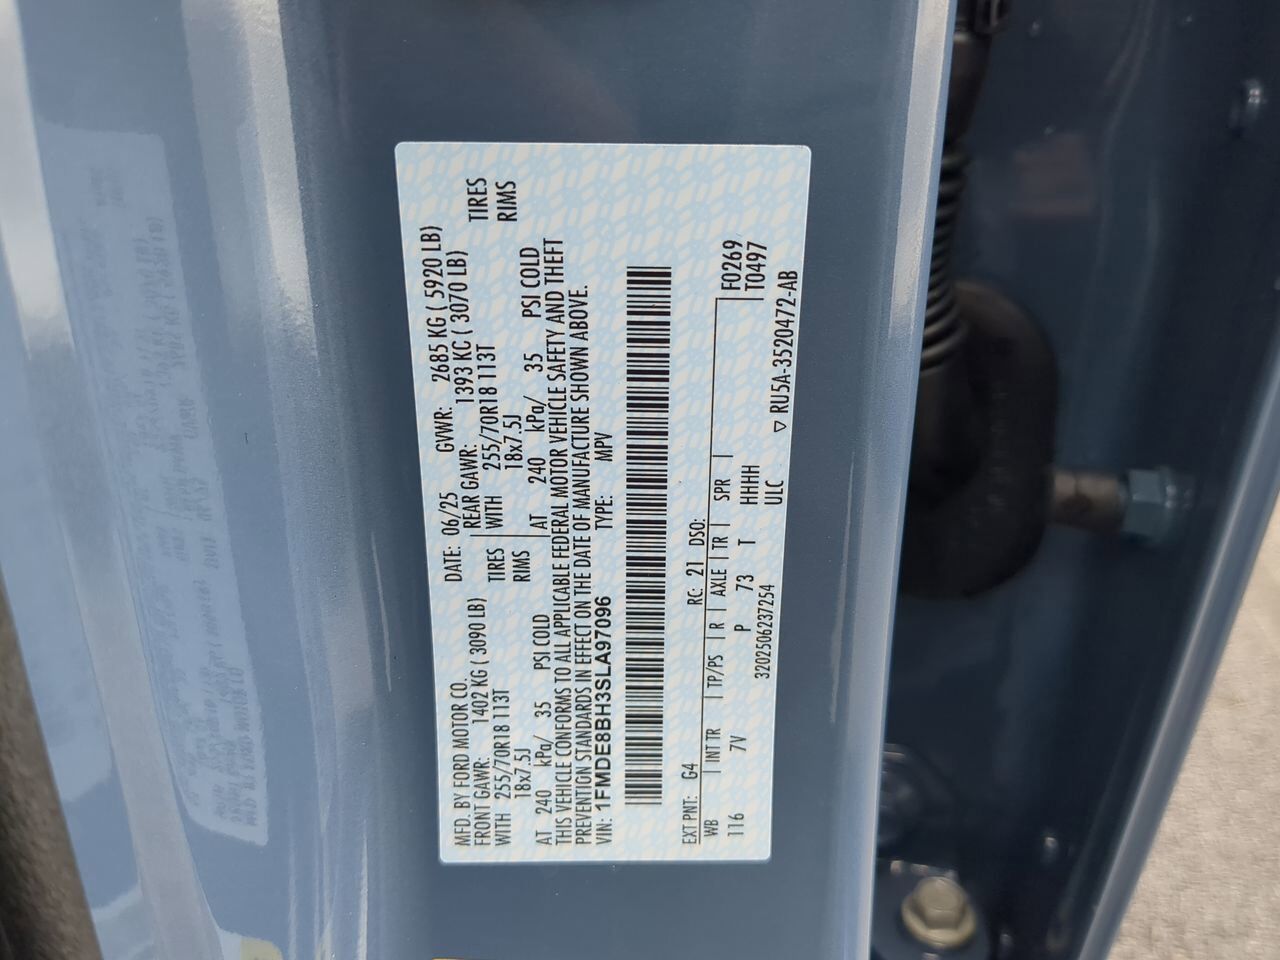 MFD. BY FORD MOTOR CO.
DATE: 06/25
GVWR: 2685 KG ( 5920 LB)
FRONT GAWR: 1402 KG ( 3090 LB)
REAR GAWR: 1393 KG ( 3070 LB)
WITH 255/70R18 113T TIRES
WITH 255/70R18 113T TIRES
18x7.5J RIMS
18x7.5J RIMS
AT 240 kPa/ 35 PSI COLD
AT 240 kPa/ 35 PSI COLD
THIS VEHICLE CONFORMS TO ALL APPLICABLE FEDERAL MOTOR VEHICLE SAFETY AND THEFT
PREVENTION STANDARDS IN EFFECT ON THE DATE OF MANUFACTURE SHOWN ABOVE.
VIN: 1FMDE8BH3SLA97096
TYPE: MPV
EXT PNT: G4 RC: 21 DSO:
WB INT TR TP/PS R AXLE TR SPR F0269
116 7V P 73 T HHHH T0497
3202506237254 ULC ▽ RU5A-3520472-AB